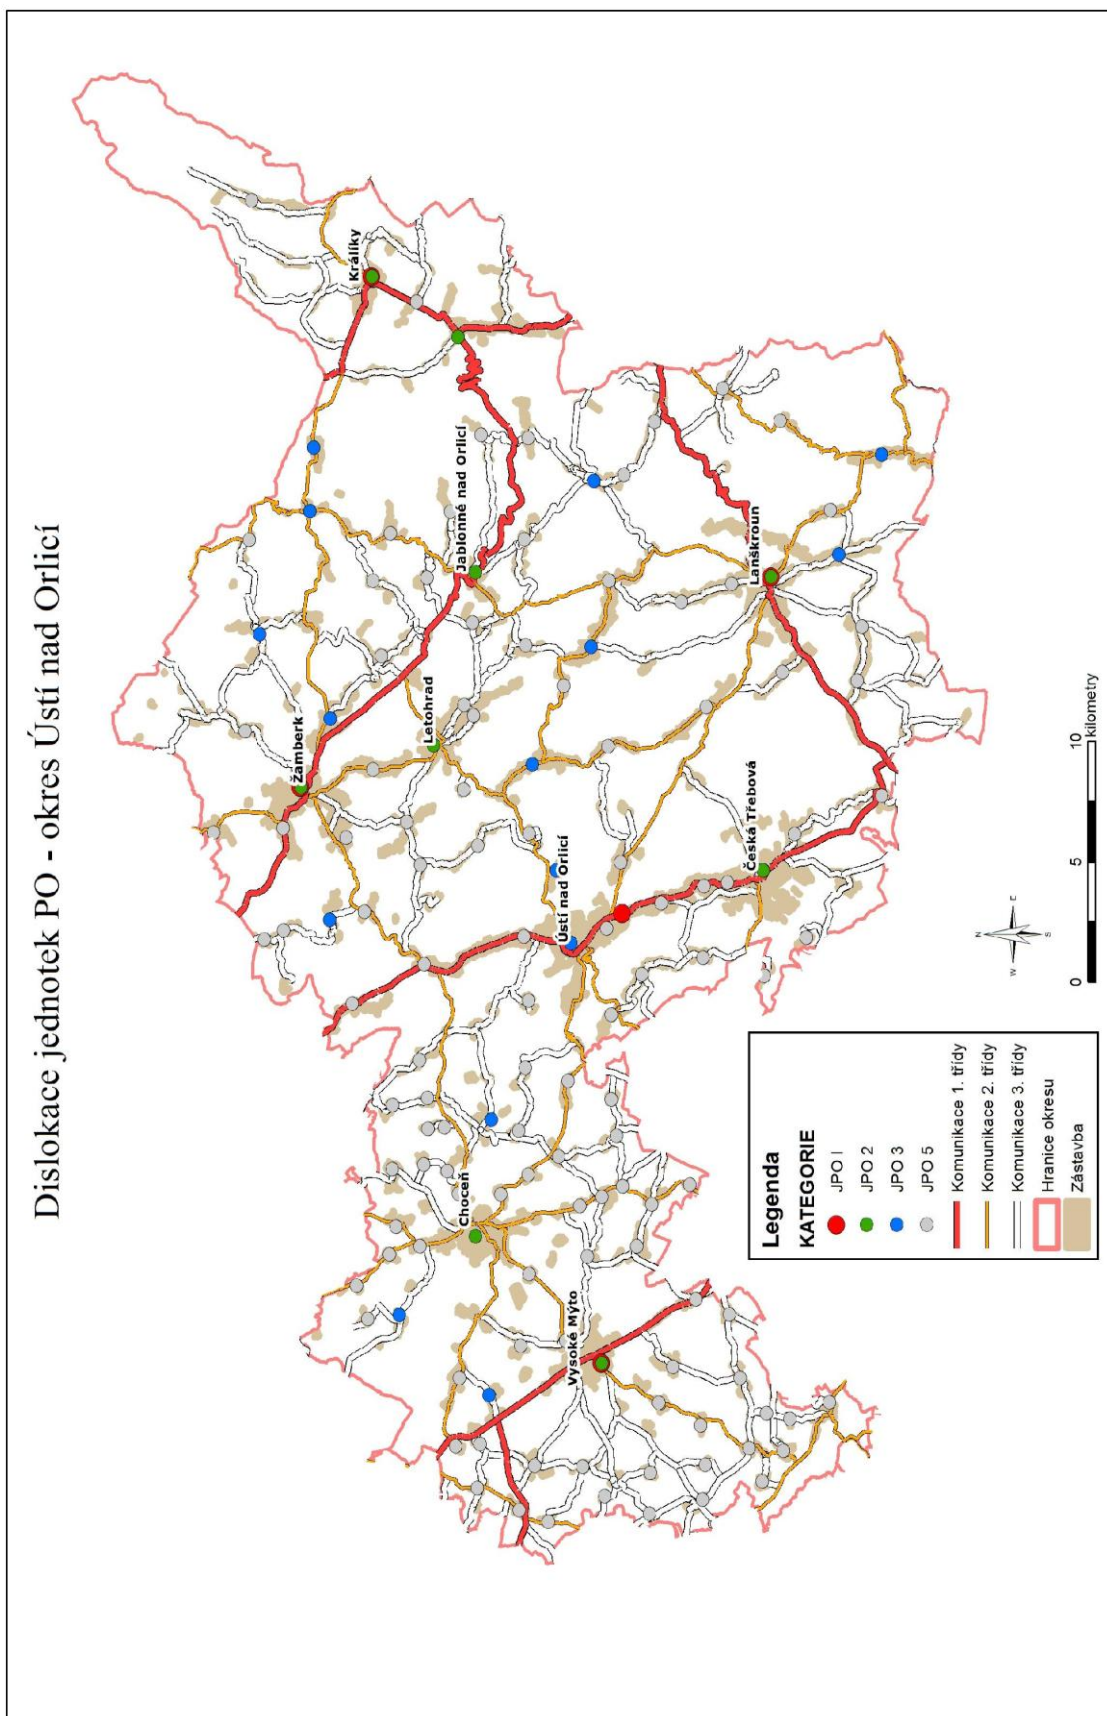 Dislokace jednotek PO - okres Ústí nad Orlicí
Králíky
Jablonné nad Orlicí
Žamberk
Letohrad
Lanškroun
Ústí nad Orlicí
Česká Třebová
Choceň
Vysoké Mýto
Legenda
KATEGORIE
JPO I
JPO 2
JPO 3
JPO 5
Komunikace 1. třídy
Komunikace 2. třídy
Komunikace 3. třídy
Hranice okresu
Zástavba
N
W
E
S
0
5
10
kilometry